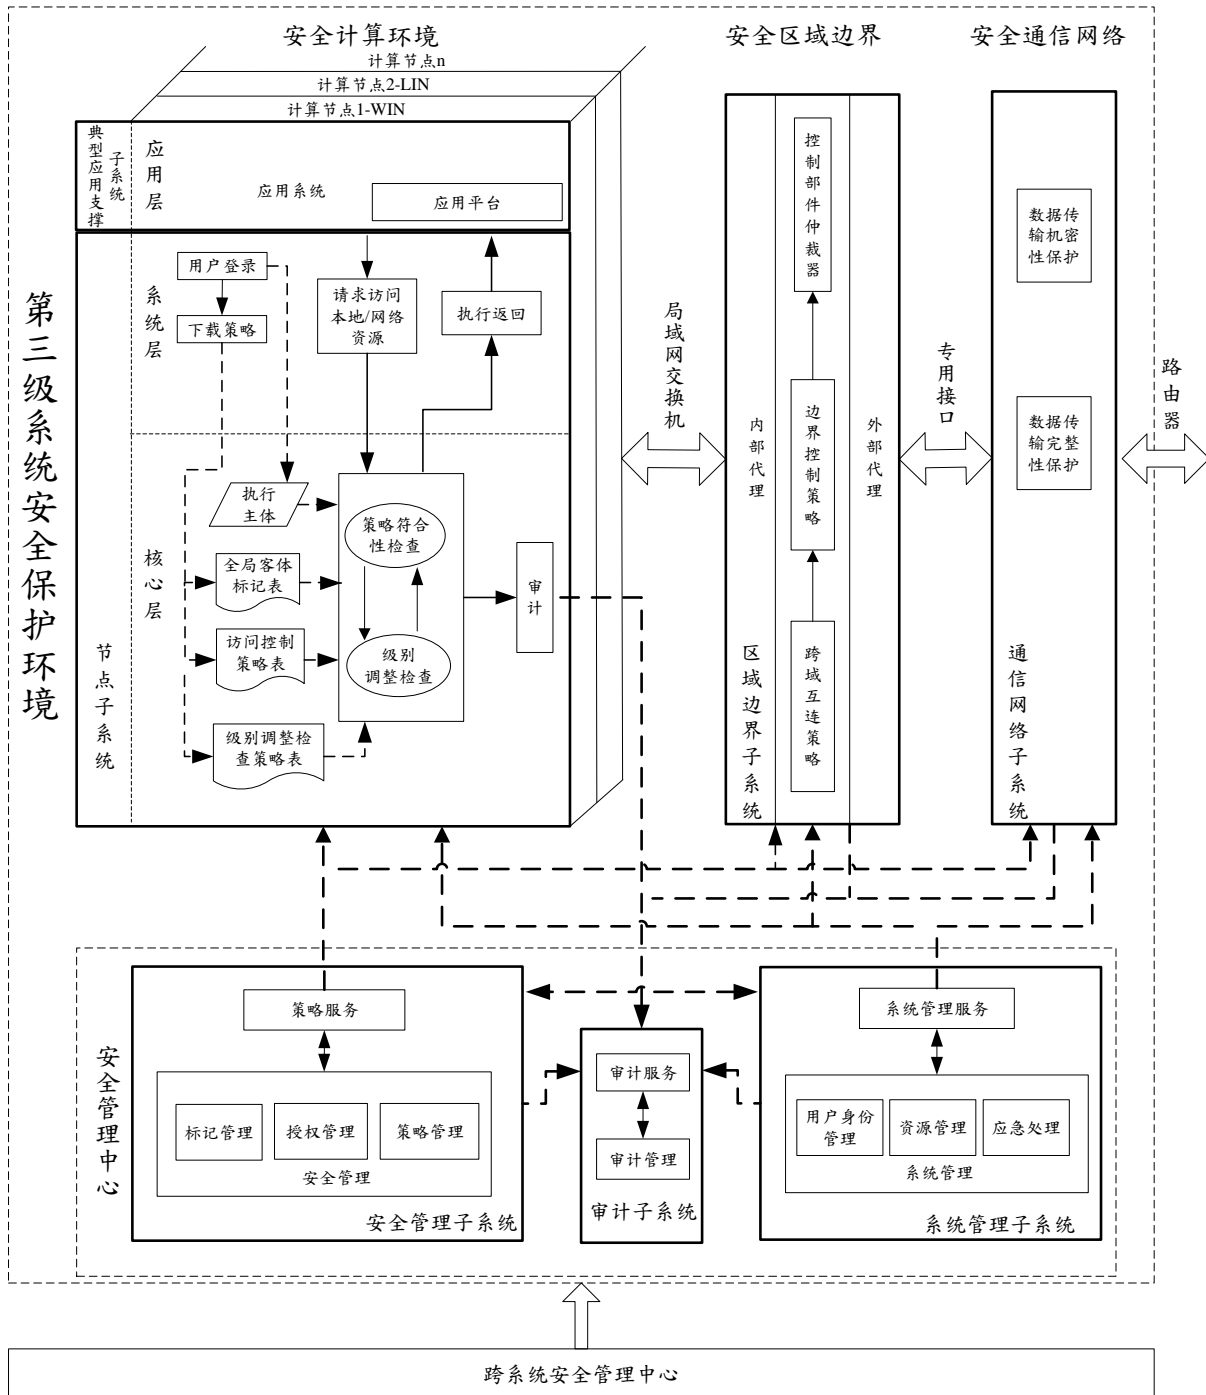 安全计算环境
安全区域边界
安全通信网络
计算节点n
计算节点2-LIN
计算节点1-WIN
第三级系统安全保护环境
典型应用支撑
子系统
应用层
应用系统
应用平台
系统层
用户登录
下载策略
请求访问
本地/网络
资源
执行返回
核心层
节点子系统
执行
主体
全局客体
标记表
访问控制
策略表
级别调整检
查策略表
策略符合
性检查
级别
调整检查
审计
局域网交换机
内部代理
控制部件仲裁器
边界控制策略
跨域互连策略
外部代理
区域边界子系统
专用接口
数据传
输机密
性保护
数据传
输完整
性保护
通信网络子系统
路由器
安全管理中心
策略服务
标记管理
授权管理
策略管理
安全管理
安全管理子系统
审计服务
审计管理
审计子系统
系统管理服务
用户身份
管理
资源管理
应急处理
系统管理
系统管理子系统
跨系统安全管理中心